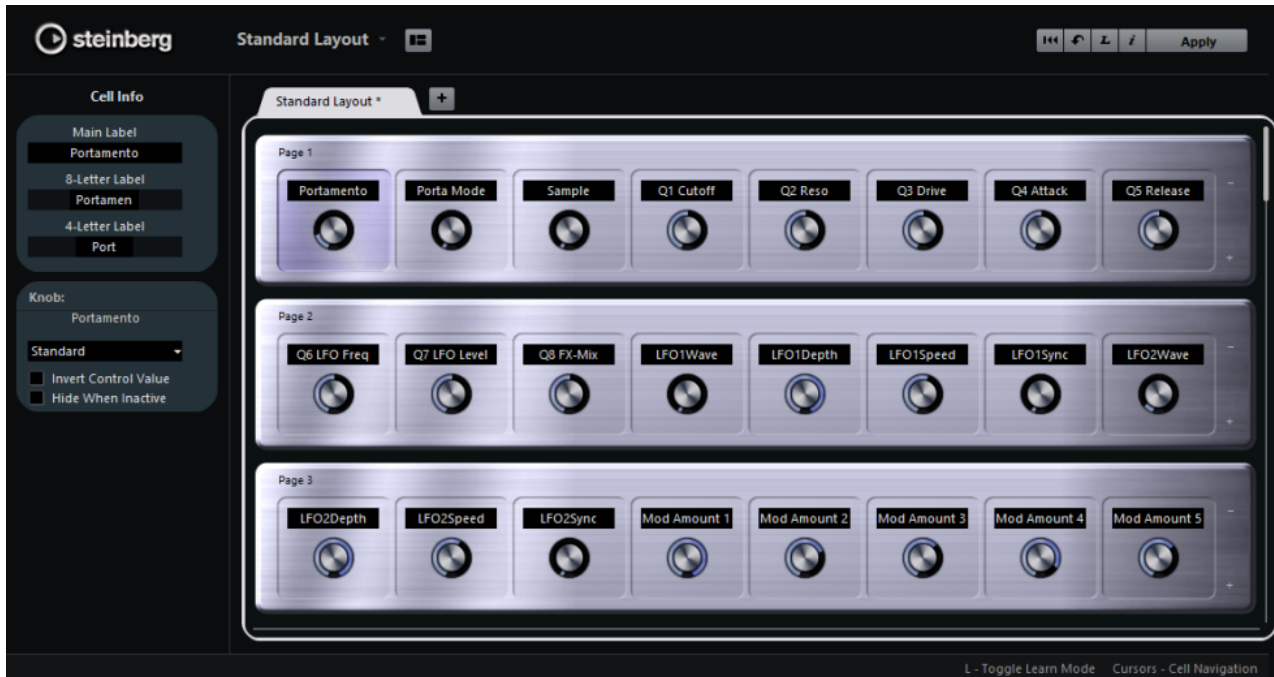 steinberg
Standard Layout
L i Apply
Cell Info
Main Label
Portamento
8-Letter Label
Portamen
4-Letter Label
Port
Knob:
Portamento
Standard
Invert Control Value
Hide When Inactive
Standard Layout * +
Page 1
Portamento Porta Mode Sample Q1 Cutoff Q2 Reso Q3 Drive Q4 Attack Q5 Release
Page 2
Q6 LFO Freq Q7 LFO Level Q8 FX-Mix LFO1Wave LFO1Depth LFO1Speed LFO1Sync LFO2Wave
Page 3
LFO2Depth LFO2Speed LFO2Sync Mod Amount 1 Mod Amount 2 Mod Amount 3 Mod Amount 4 Mod Amount 5
L - Toggle Learn Mode Cursors - Cell Navigation